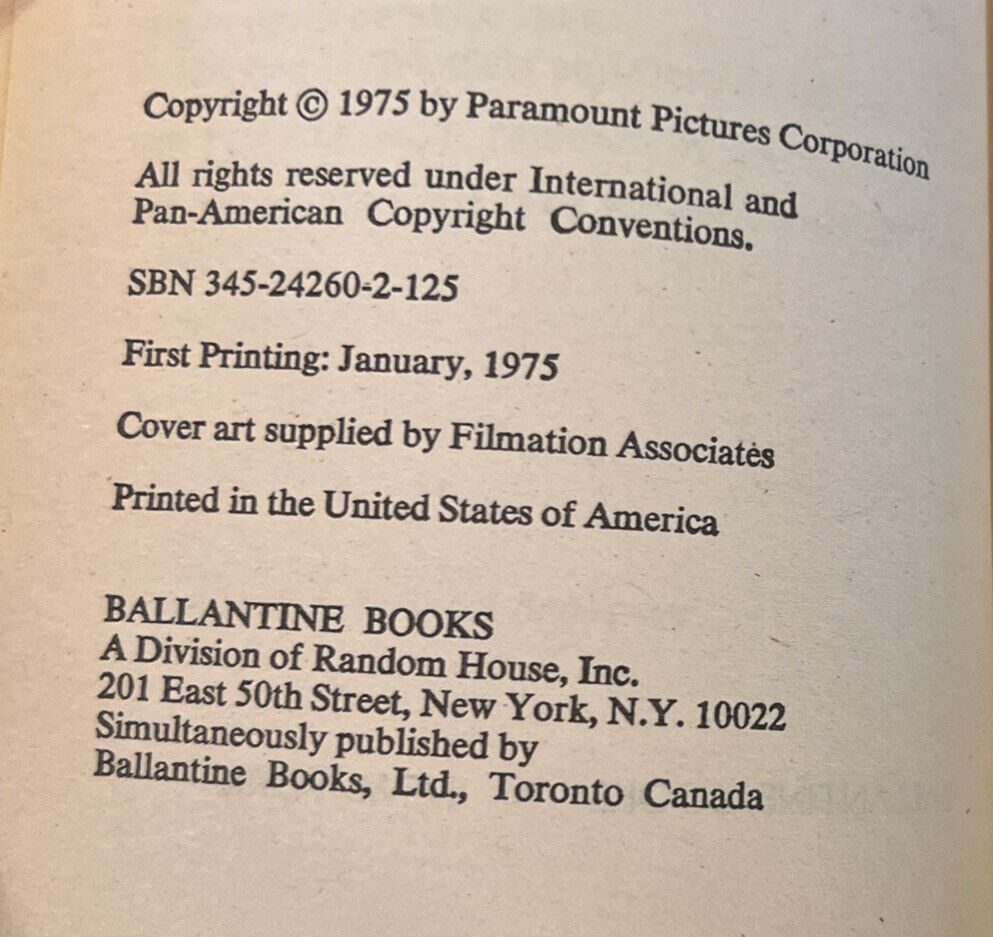 Copyright © 1975 by Paramount Pictures Corporation
All rights reserved under International and
Pan-American Copyright Conventions.
SBN 345-24260-2-125
First Printing: January, 1975
Cover art supplied by Filmation Associates
Printed in the United States of America
BALLANTINE BOOKS
A Division of Random House, Inc.
201 East 50th Street, New York, N.Y. 10022
Simultaneously published by
Ballantine Books, Ltd., Toronto Canada